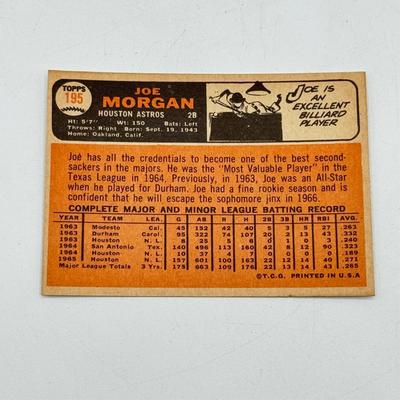 TOPPS
195
JOE
MORGAN
HOUSTON ASTROS 2B
Ht: 5'7" Wt: 150 Bats: Left
Throws: Right Born: Sept. 19, 1943
Home: Oakland, Calif.
JOE IS
AN
EXCELLENT
BILLIARD
PLAYER
Joe has all the credentials to become one of the best second-
sackers in the majors. He was the "Most Valuable Player" in the
Texas League in 1964. Previously, in 1963, Joe was an All-Star
when he played for Durham. Joe had a fine rookie season and is
confident that he will escape the sophomore jinx in 1966.
COMPLETE MAJOR AND MINOR LEAGUE BATTING RECORD
YEAR TEAM LEA. G AB R H 2B 3B HR RBI AVG.
1963 Modesto Cal. 45 152 42 40 5 3 5 27 .263
1963 Durham Carol. 95 322 74 107 20 2 13 43 .332
1963 Houston N.L. 8 25 5 6 0 1 0 3 .240
1964 San Antonio Tex. 140 496 113 160 42 8 12 90 .323
1964 Houston N.L. 10 37 4 7 0 0 0 0 .189
1965 Houston N.L. 157 601 100 163 22 12 14 40 .271
Major League Totals 3 Yrs. 175 663 109 176 22 13 14 43 .265
©T.C.G. PRINTED IN U.S.A